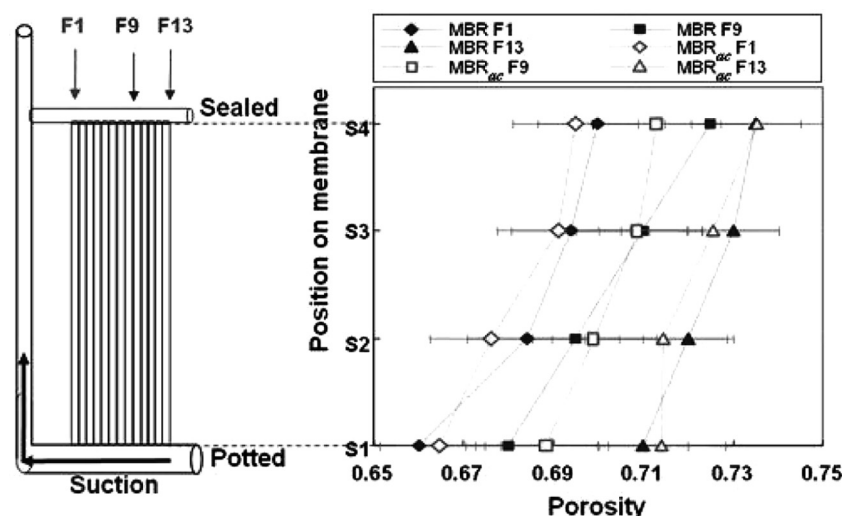 F1 F9 F13
Sealed
Potted
Suction
MBR F1 MBR F9
MBR F13 MBRac F1
MBRac F9 MBRac F13
Position on membrane
S4
S3
S2
S1
0.65 0.67 0.69 0.71 0.73 0.75
Porosity